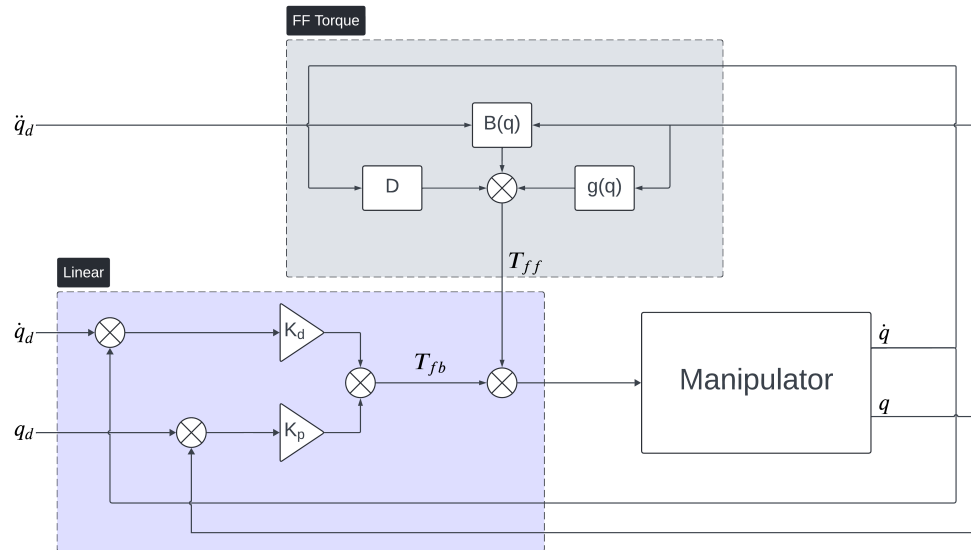 FF Torque
q̈_d
B(q)
D
g(q)
T_ff
Linear
q̇_d
K_d
T_fb
Manipulator
q̇
q
q_d
K_p